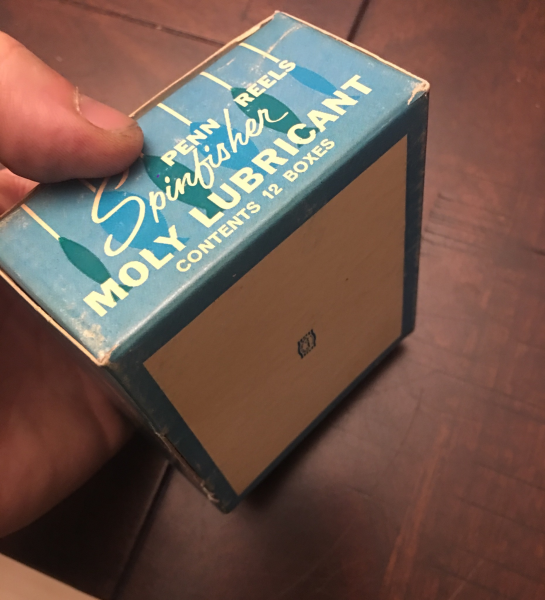 PENN REELS
Spinfisher
MOLY LUBRICANT
CONTENTS 12 BOXES